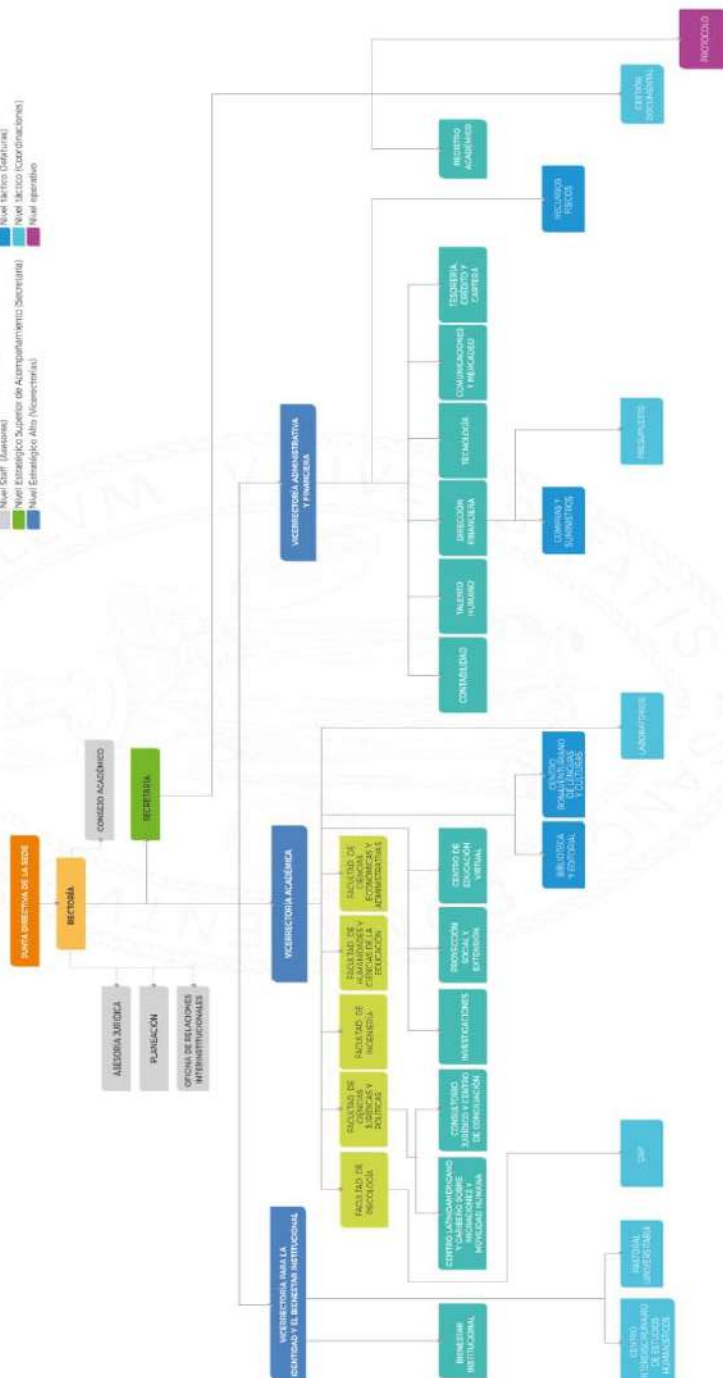 Nivel Staff (Asesores)
Nivel Estratégico Superior de Acompañamiento (Secretaría)
Nivel Estratégico Alto (Vicerrectorías)
Nivel táctico (Jefaturas)
Nivel táctico (Coordinaciones)
Nivel operativo
JUNTA DIRECTIVA DE LA SEDE
RECTORÍA
CONSEJO ACADÉMICO
ASESORÍA JURÍDICA
PLANEACIÓN
OFICINA DE RELACIONES
INTERINSTITUCIONALES
SECRETARÍA
VICERRECTORÍA PARA LA
IDENTIDAD Y EL BIENESTAR INSTITUCIONAL
VICERRECTORÍA ACADÉMICA
VICERRECTORÍA ADMINISTRATIVA
Y FINANCIERA
FACULTAD DE
PSICOLOGÍA
FACULTAD DE
CIENCIAS
JURÍDICAS Y
POLÍTICAS
FACULTAD DE
INGENIERÍA
FACULTAD DE
HUMANIDADES Y
CIENCIAS DE LA
EDUCACIÓN
FACULTAD DE
CIENCIAS
ECONÓMICAS Y
ADMINISTRATIVAS
BIENESTAR
INSTITUCIONAL
CENTRO LATINOAMERICANO
Y CARIBEÑO SOBRE
MIGRACIONES Y
MOVILIDAD HUMANA
CONSULTORIO
JURÍDICO Y CENTRO
DE CONCILIACIÓN
INVESTIGACIONES
PROYECCIÓN
SOCIAL Y
EXTENSIÓN
CENTRO DE
EDUCACIÓN
VIRTUAL
CONTABILIDAD
TALENTO
HUMANO
DIRECCIÓN
FINANCIERA
TECNOLOGÍA
COMUNICACIONES
Y MERCADEO
TESORERÍA,
CRÉDITO Y
CARTERA
REGISTRO
ACADÉMICO
BIBLIOTECA
Y EDITORIAL
CENTRO
BONAVENTURIANO
DE LENGUAS
Y CULTURAS
COMPRAS Y
SUMINISTROS
RECURSOS
FÍSICOS
CENTRO
INTERDISCIPLINARIO
DE ESTUDIOS
HUMANÍSTICOS
PASTORAL
UNIVERSITARIA
LABORATORIOS
PRESUPUESTO
GESTIÓN
DOCUMENTAL
PROTOCOLO